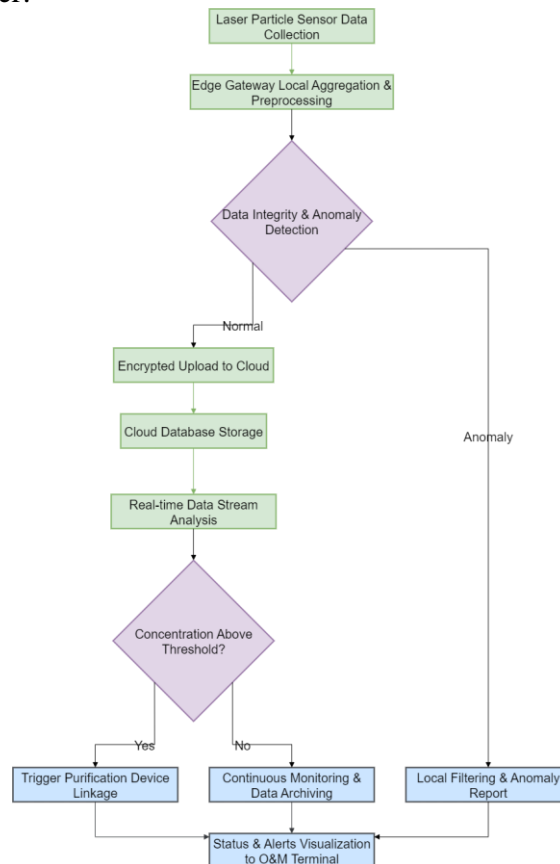 er.
Laser Particle Sensor Data
Collection
Edge Gateway Local Aggregation &
Preprocessing
Data Integrity & Anomaly
Detection
Normal
Encrypted Upload to Cloud
Cloud Database Storage
Anomaly
Real-time Data Stream
Analysis
Concentration Above
Threshold?
Yes
No
Trigger Purification Device
Linkage
Continuous Monitoring &
Data Archiving
Local Filtering & Anomaly
Report
Status & Alerts Visualization
to O&M Terminal